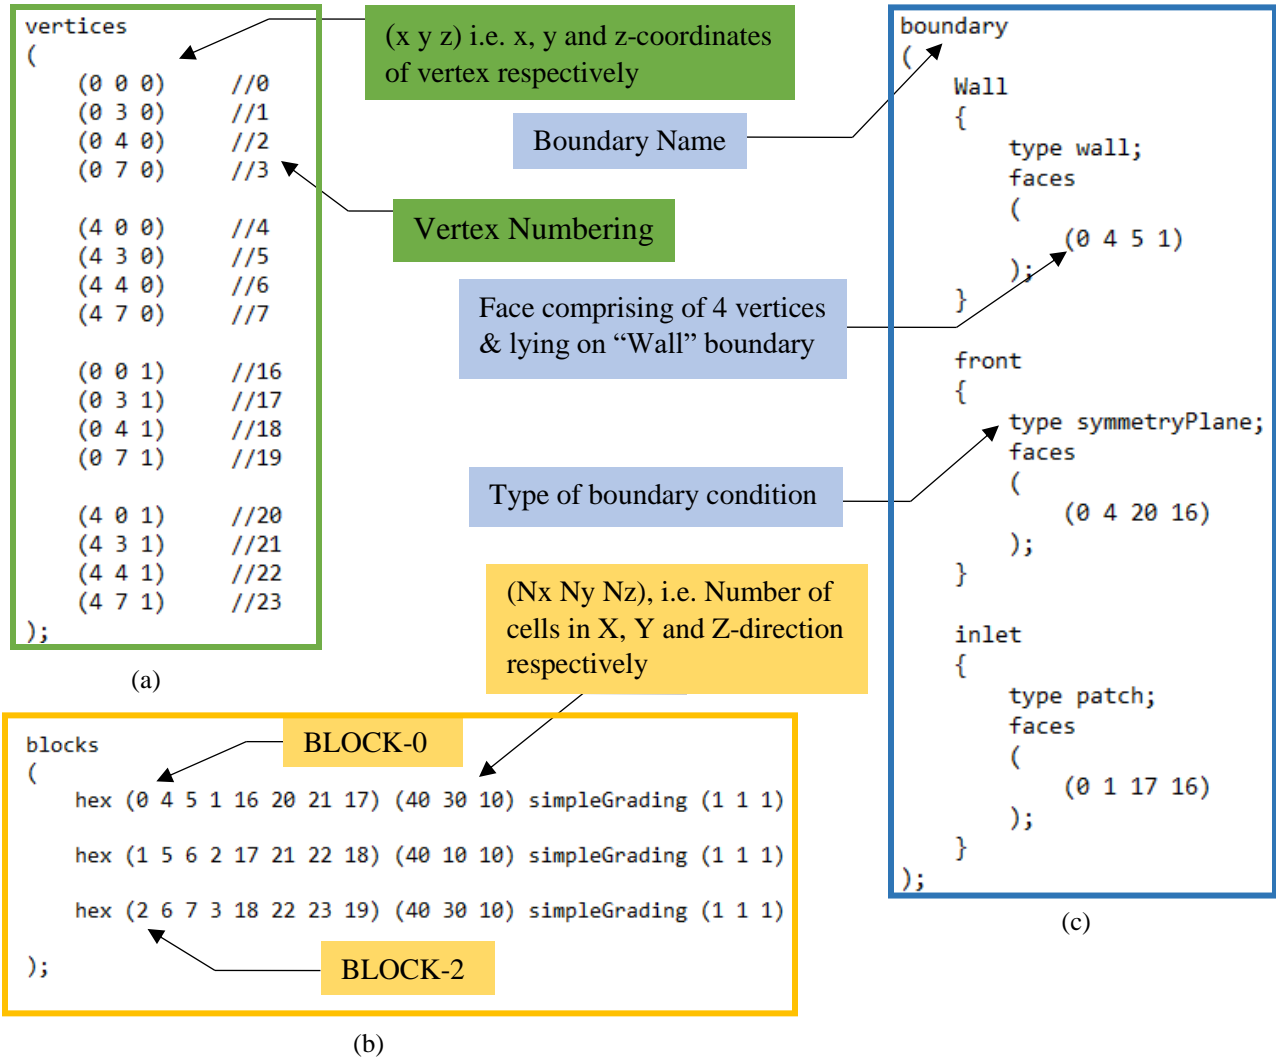 vertices
(
(0 0 0) //0
(0 3 0) //1
(0 4 0) //2
(0 7 0) //3
(4 0 0) //4
(4 3 0) //5
(4 4 0) //6
(4 7 0) //7
(0 0 1) //16
(0 3 1) //17
(0 4 1) //18
(0 7 1) //19
(4 0 1) //20
(4 3 1) //21
(4 4 1) //22
(4 7 1) //23
);
(a)
(x y z) i.e. x, y and z-coordinates
of vertex respectively
Vertex Numbering
Boundary Name
Face comprising of 4 vertices
& lying on “Wall” boundary
Type of boundary condition
(Nx Ny Nz), i.e. Number of
cells in X, Y and Z-direction
respectively
blocks
BLOCK-0
(
hex (0 4 5 1 16 20 21 17) (40 30 10) simpleGrading (1 1 1)
hex (1 5 6 2 17 21 22 18) (40 10 10) simpleGrading (1 1 1)
hex (2 6 7 3 18 22 23 19) (40 30 10) simpleGrading (1 1 1)
);
BLOCK-2
(b)
boundary
(
Wall
{
type wall;
faces
(
(0 4 5 1)
);
}
front
{
type symmetryPlane;
faces
(
(0 4 20 16)
);
}
inlet
{
type patch;
faces
(
(0 1 17 16)
);
}
);
(c)